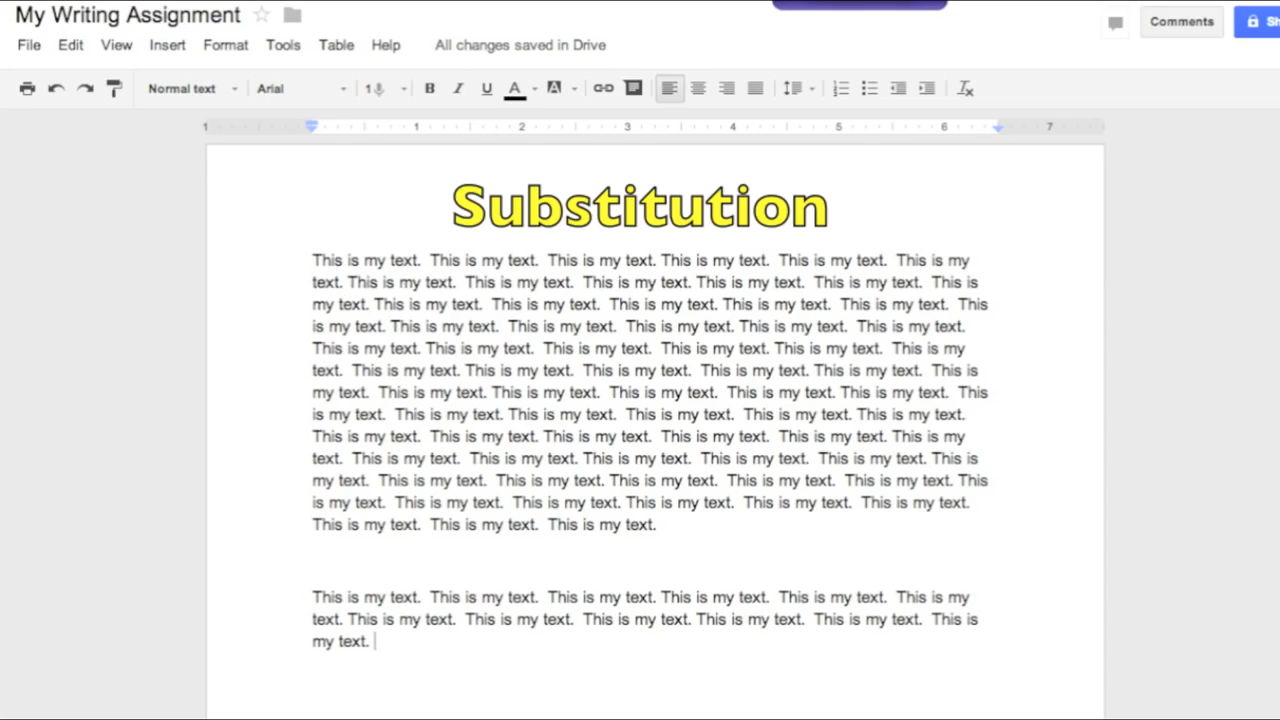 My Writing Assignment
Comments
File Edit View Insert Format Tools Table Help All changes saved in Drive
Normal text Arial B I U A A
1 1 2 3 4 5 6 7
Substitution
This is my text. This is my text. This is my text. This is my text. This is my text. This is my
text. This is my text. This is my text. This is my text. This is my text. This is my text. This is
my text. This is my text. This is my text. This is my text. This is my text. This is my text. This
is my text. This is my text. This is my text. This is my text. This is my text. This is my text.
This is my text. This is my text. This is my text. This is my text. This is my text. This is my
text. This is my text. This is my text. This is my text. This is my text. This is my text. This is
my text. This is my text. This is my text. This is my text. This is my text. This is my text. This
is my text. This is my text. This is my text. This is my text. This is my text. This is my text.
This is my text. This is my text. This is my text. This is my text. This is my text. This is my
text. This is my text. This is my text. This is my text. This is my text. This is my text. This is
my text. This is my text. This is my text. This is my text. This is my text. This is my text. This
is my text. This is my text. This is my text. This is my text. This is my text. This is my text.
This is my text. This is my text. This is my text.
This is my text. This is my text. This is my text. This is my text. This is my text. This is my
text. This is my text. This is my text. This is my text. This is my text. This is my text. This is
my text.